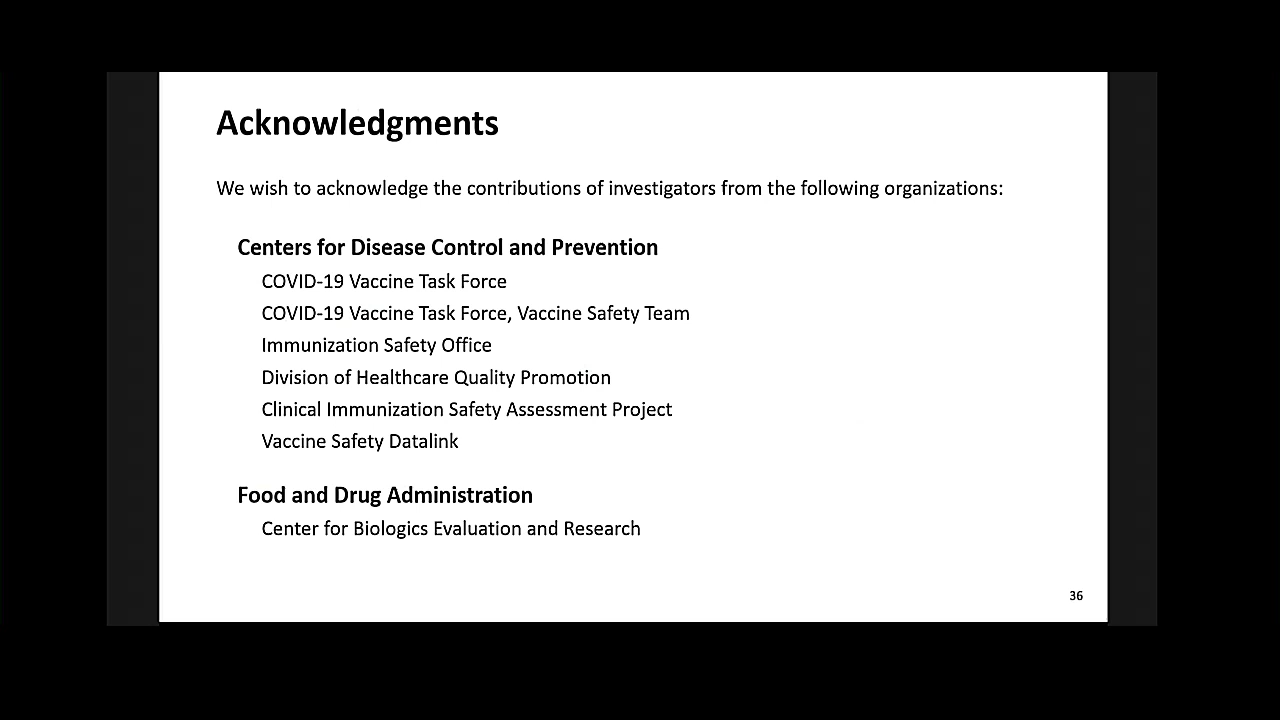 Acknowledgments
We wish to acknowledge the contributions of investigators from the following organizations:
Centers for Disease Control and Prevention
COVID-19 Vaccine Task Force
COVID-19 Vaccine Task Force, Vaccine Safety Team
Immunization Safety Office
Division of Healthcare Quality Promotion
Clinical Immunization Safety Assessment Project
Vaccine Safety Datalink
Food and Drug Administration
Center for Biologics Evaluation and Research
36